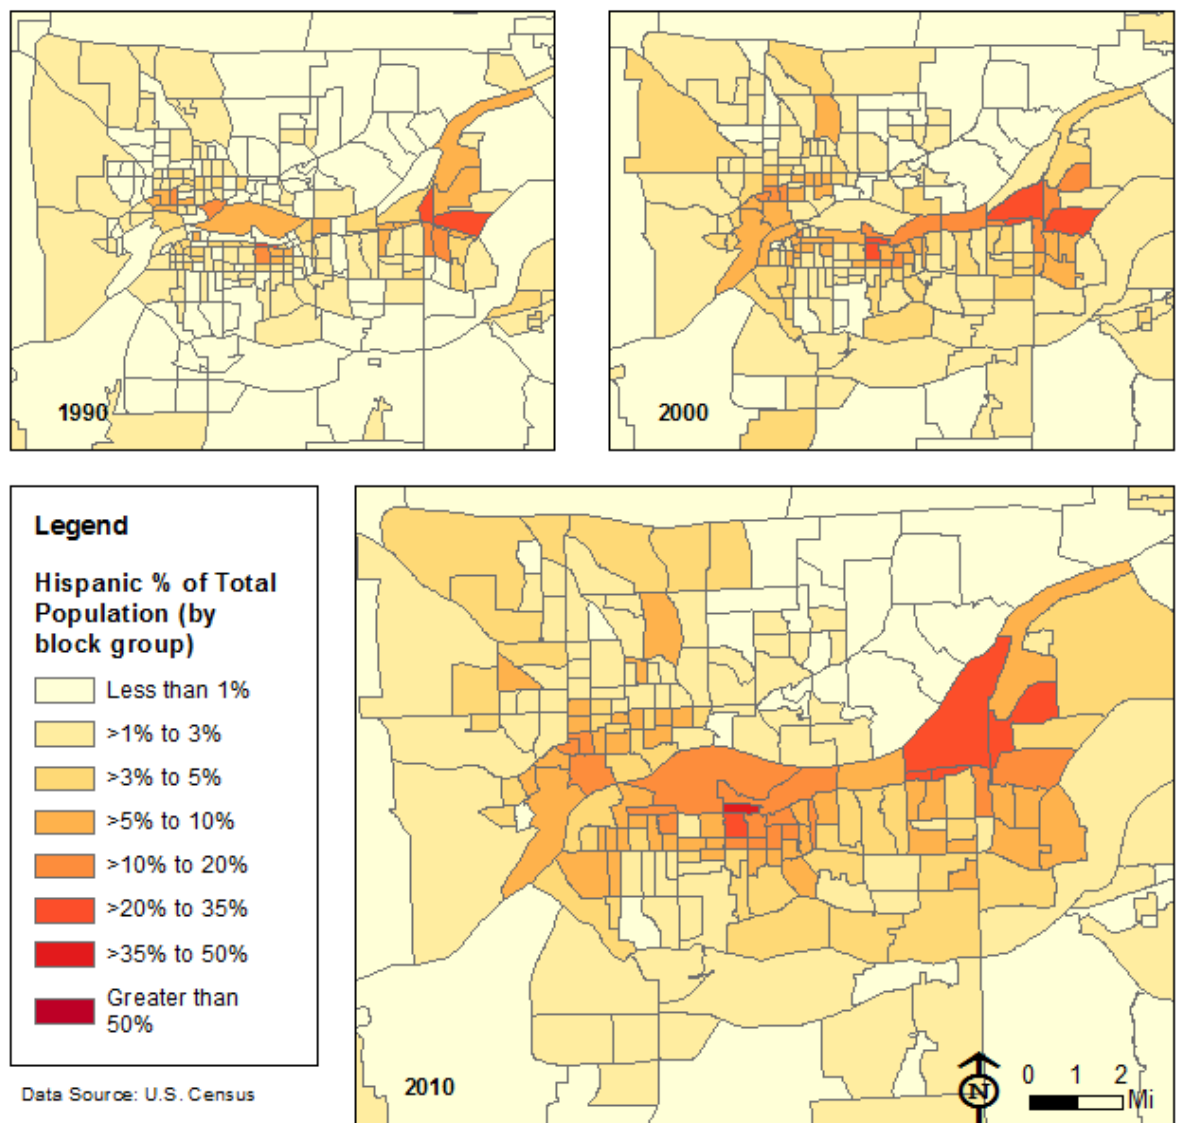 1990
2000
Legend
Hispanic % of Total
Population (by
block group)
Less than 1%
>1% to 3%
>3% to 5%
>5% to 10%
>10% to 20%
>20% to 35%
>35% to 50%
Greater than
50%
Data Source: U.S. Census
2010
N
0 1 2
Mi